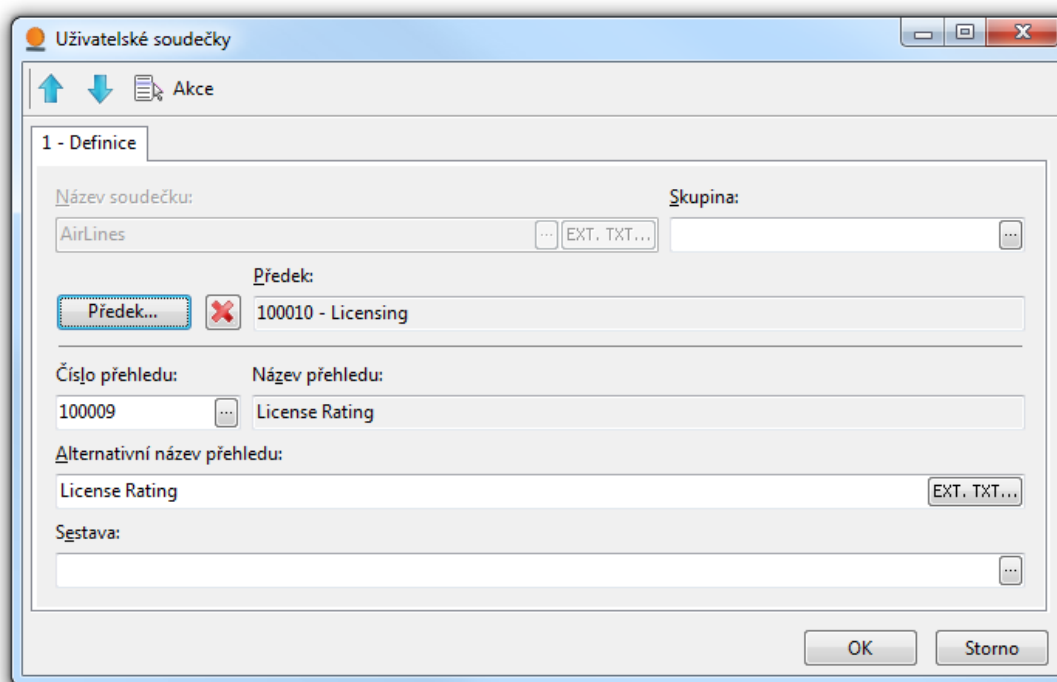 Uživatelské soudečky
Akce
1 - Definice
Název soudečku:
Skupina:
AirLines
...
EXT. TXT...
...
Předek:
Předek...
100010 - Licensing
Číslo přehledu:
Název přehledu:
100009
...
License Rating
Alternativní název přehledu:
License Rating
EXT. TXT...
Sestava:
...
OK
Storno